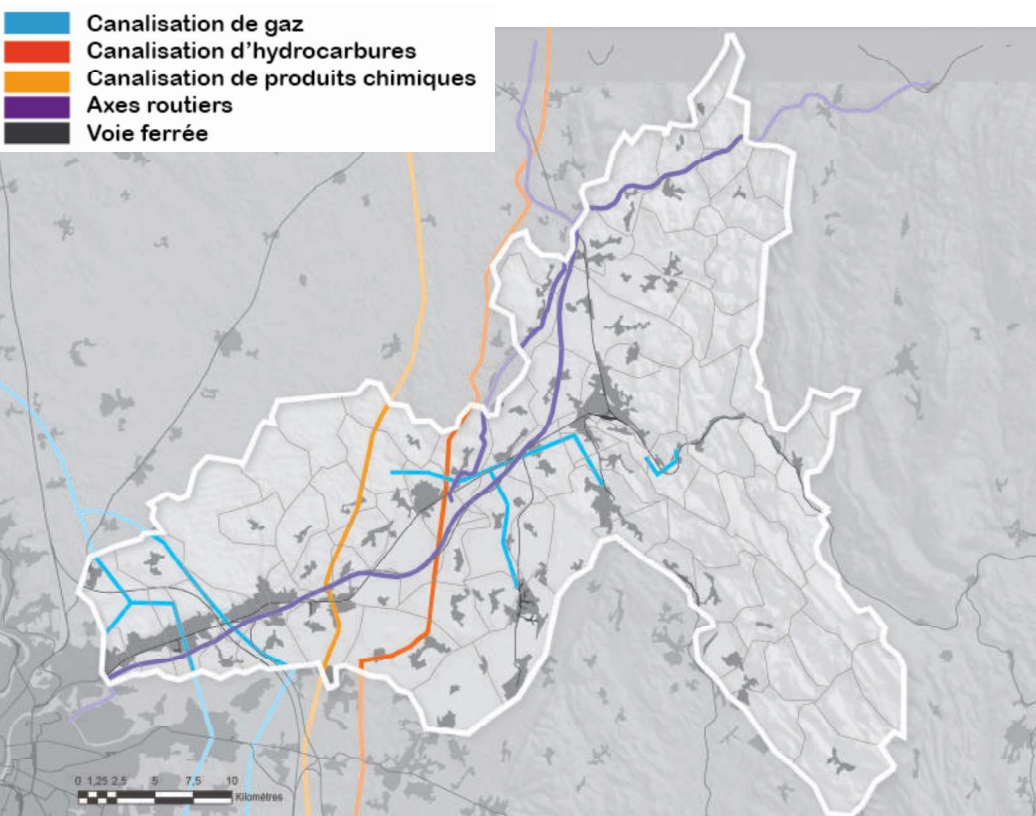 Canalisation de gaz
Canalisation d'hydrocarbures
Canalisation de produits chimiques
Axes routiers
Voie ferrée
0 1,25 2,5 5 7,5 10
Kilomètres